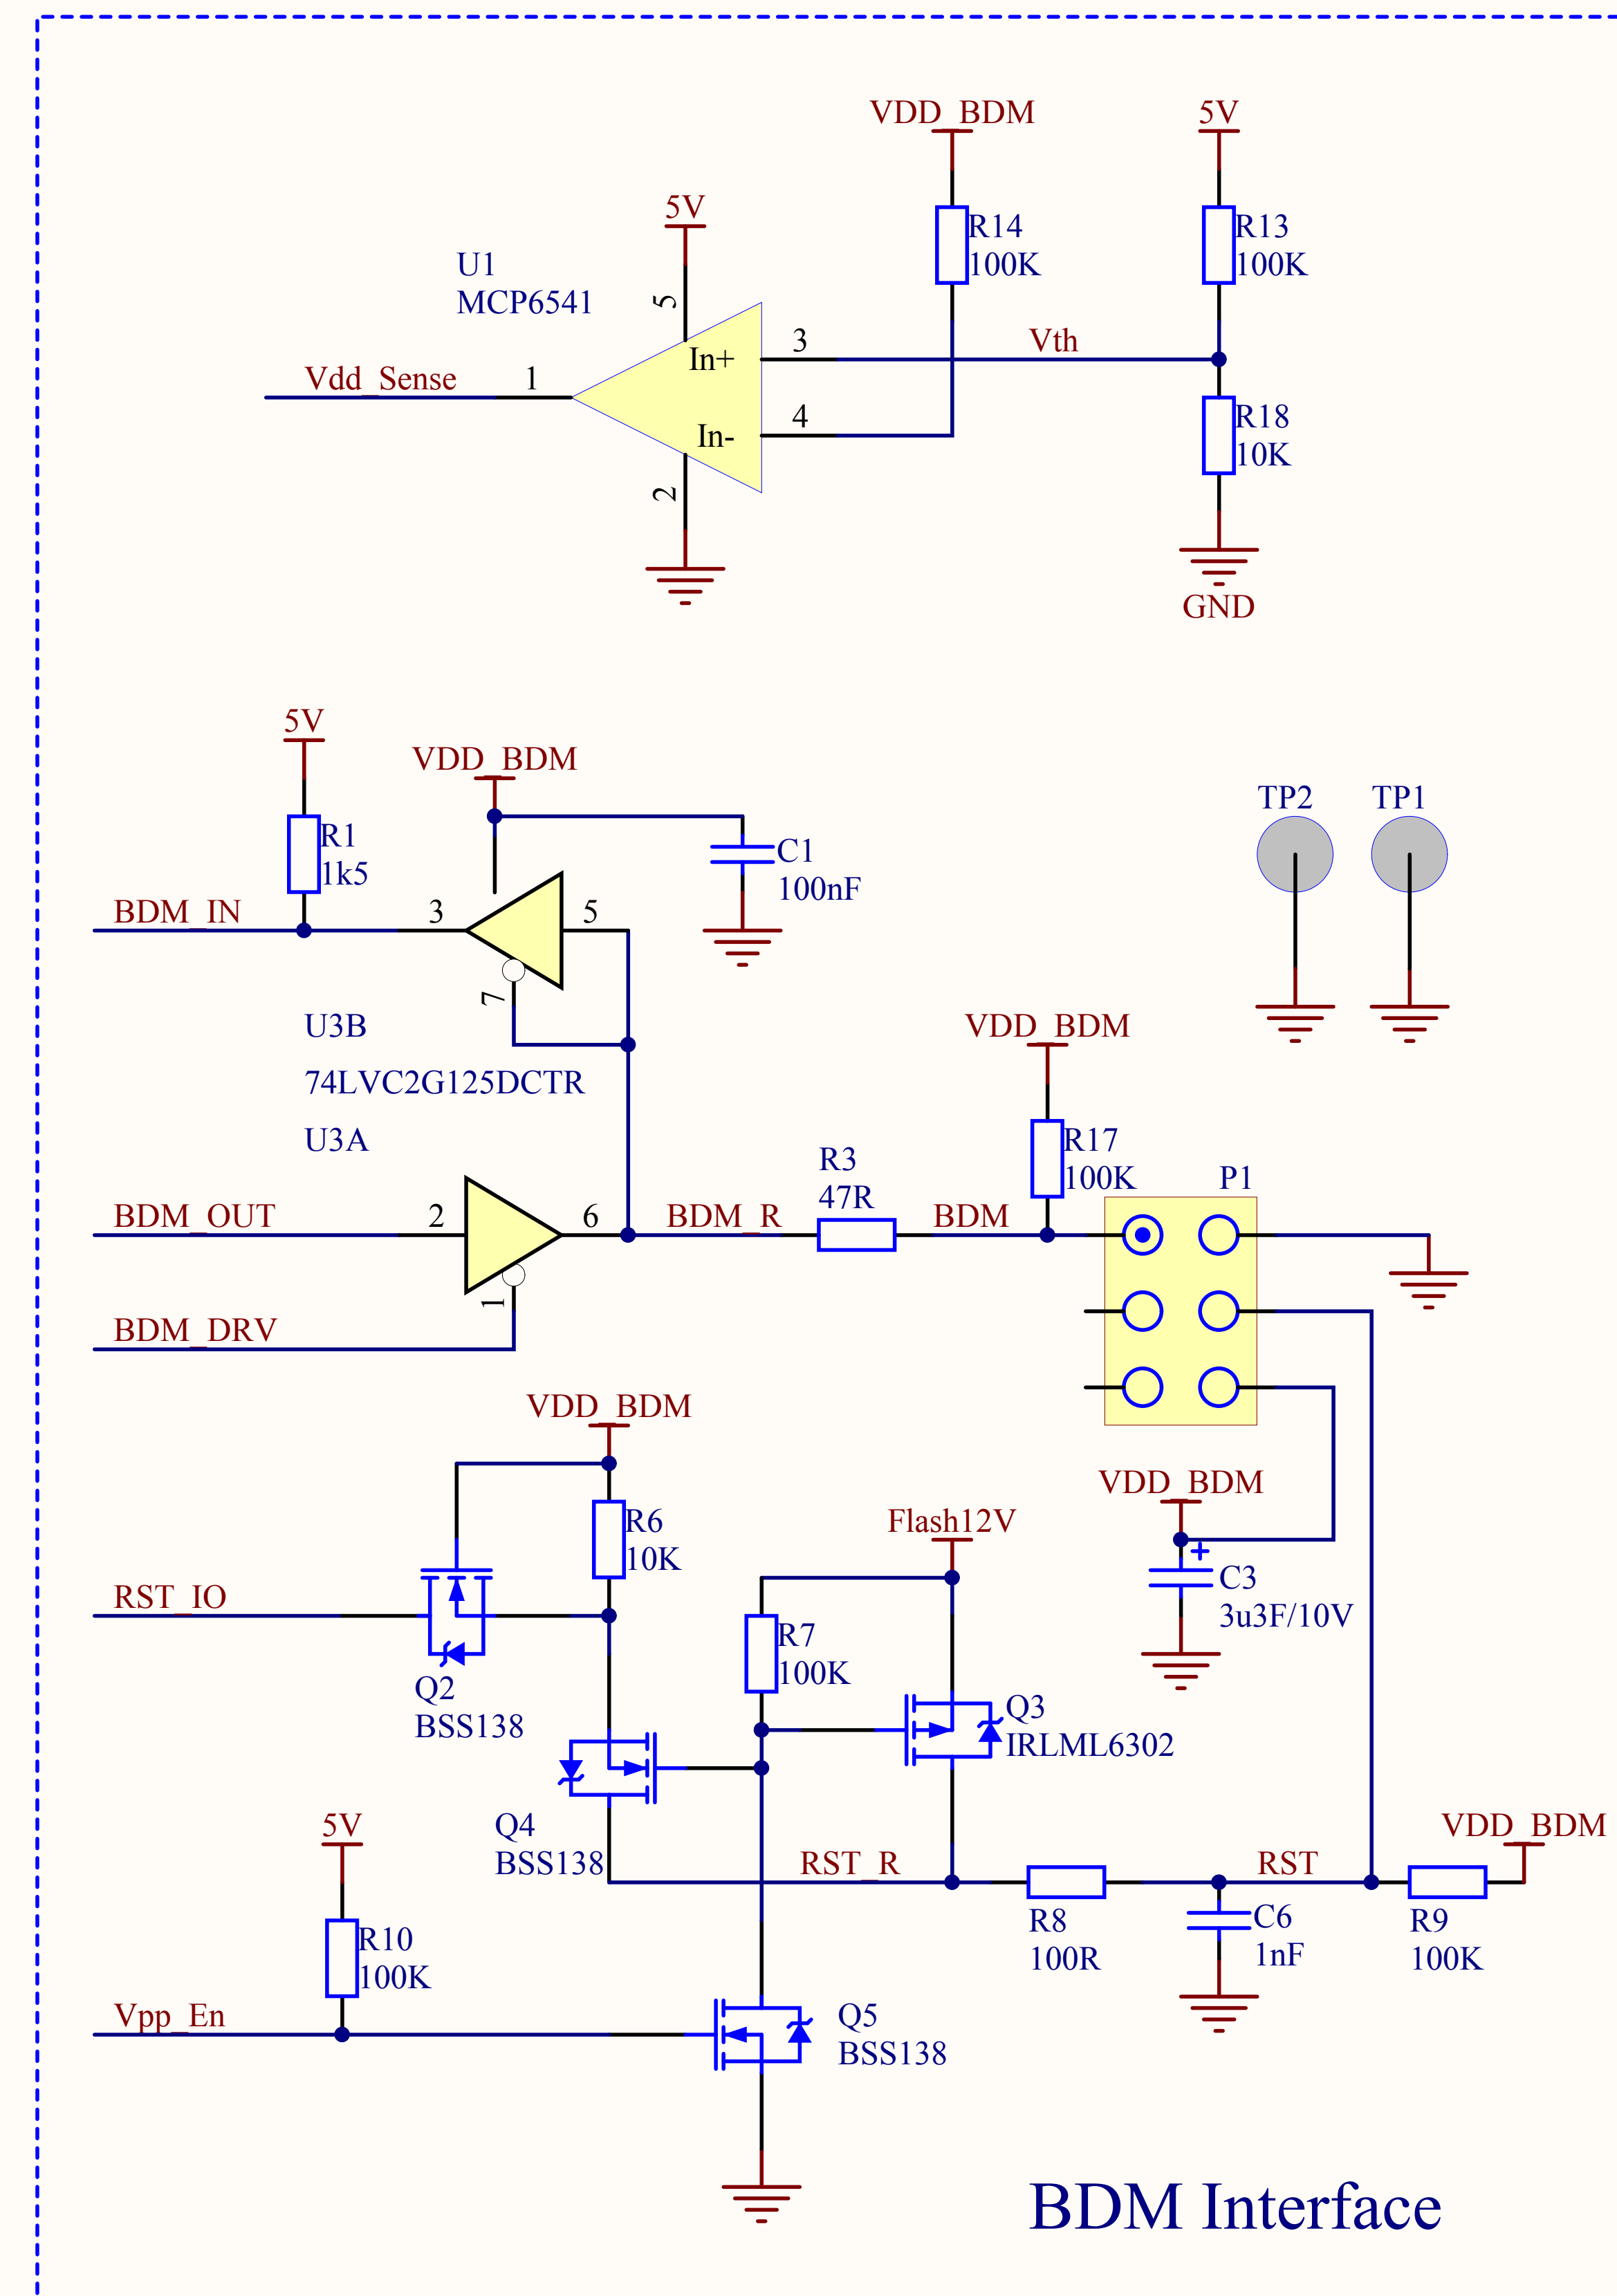 VDD_BDM
5V
5V
R14
100K
R13
100K
U1
MCP6541
5
In+
3
Vth
Vdd_Sense
1
In-
4
R18
10K
2
GND
5V
VDD_BDM
TP2
TP1
R1
1k5
C1
100nF
BDM_IN
3
5
7
U3B
VDD_BDM
74LVC2G125DCTR
U3A
R17
100K
R3
47R
P1
BDM_OUT
2
6
BDM_R
BDM
1
BDM_DRV
VDD_BDM
VDD_BDM
R6
10K
Flash12V
C3
3u3F/10V
RST_IO
R7
100K
Q2
BSS138
Q3
IRLML6302
Q4
BSS138
5V
VDD_BDM
RST_R
RST
R8
100R
C6
1nF
R9
100K
R10
100K
Vpp_En
Q5
BSS138
BDM Interface